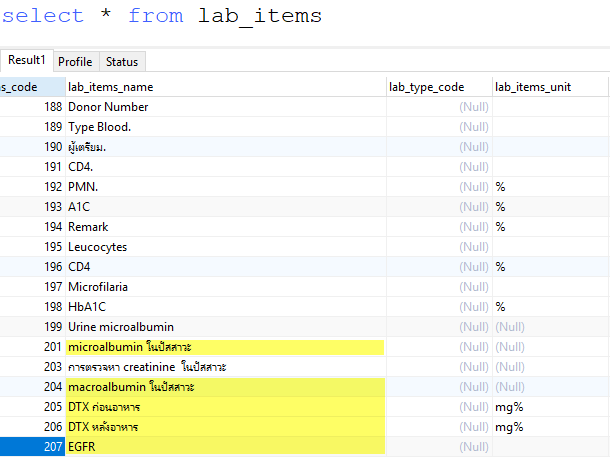 select * from lab_items
Result1 Profile Status
s_code lab_items_name lab_type_code lab_items_unit
188 Donor Number (Null)
189 Type Blood. (Null)
190 ผู้เตรียม. (Null)
191 CD4. (Null)
192 PMN. (Null) %
193 A1C (Null) %
194 Remark (Null) %
195 Leucocytes (Null)
196 CD4 (Null) %
197 Microfilaria (Null)
198 HbA1C (Null) %
199 Urine microalbumin (Null) (Null)
201 microalbumin ในปัสสาวะ (Null) (Null)
203 การตรวจหา creatinine ในปัสสาวะ (Null) (Null)
204 macroalbumin ในปัสสาวะ (Null) (Null)
205 DTX ก่อนอาหาร (Null) mg%
206 DTX หลังอาหาร (Null) mg%
207 EGFR (Null) (Null)